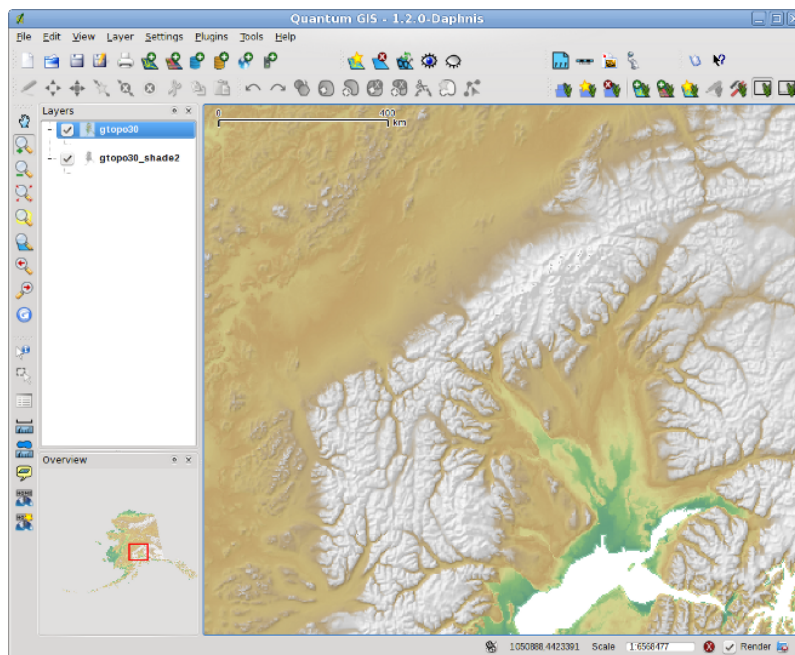 Quantum GIS - 1.2.0-Daphnis
File Edit View Layer Settings Plugins Tools Help
Layers
gtopo30
gtopo30_shade2
0 400
km
Overview
1050888.4423391 Scale 1:6568477 Render